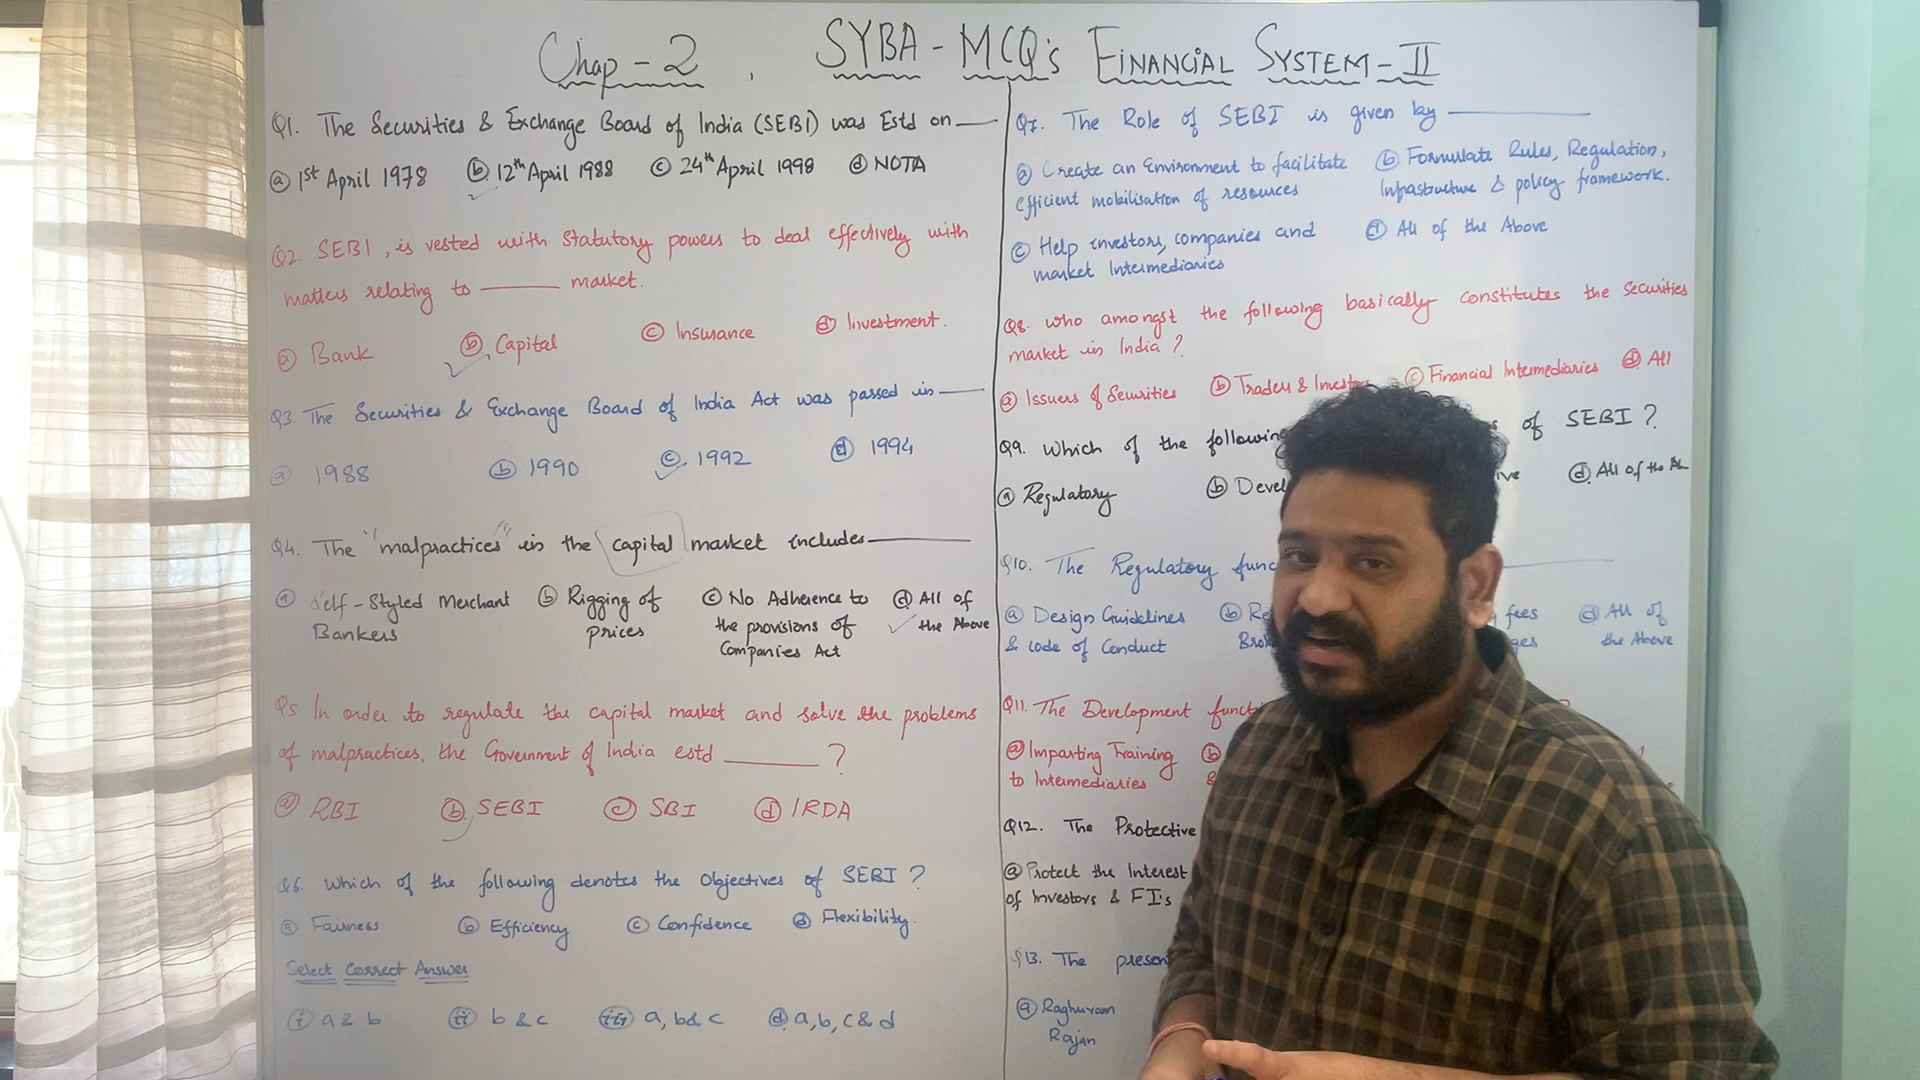 Chap - 2 , SYBA - MCQ's FINANCIAL SYSTEM - II
Q1. The Securities & Exchange Board of India (SEBI) was Estd on
ⓐ 1st April 1978 ⓑ 12th April 1988 ⓒ 24th April 1998 ⓓ NOTA
Q2. SEBI, is vested with statutory powers to deal effectively with
matters relating to ______ market.
ⓐ Bank ⓑ Capital ⓒ Insurance ⓓ Investment.
Q3. The Securities & Exchange Board of India Act was passed in
ⓐ 1988 ⓑ 1990 ⓒ 1992 ⓓ 1994
Q4. The "malpractices" in the capital market includes
ⓐ Self-Styled Merchant ⓑ Rigging of ⓒ No Adherence to ⓓ All of
Bankers prices the provisions of the Above
Companies Act
Q5 In order to regulate the capital market and solve the problems
of malpractices, the Government of India estd ______ ?
ⓐ RBI ⓑ SEBI ⓒ SBI ⓓ IRDA
Q6. Which of the following denotes the Objectives of SEBI ?
ⓐ Fairness ⓑ Efficiency ⓒ Confidence ⓓ Flexibility.
Select Correct Answer
ⓘ a & b ⓘⓘ b & c ⓘⓘⓘ a, b & c ⓓ a, b, c & d
Q7. The Role of SEBI is given by
ⓐ Create an Environment to facilitate ⓑ Formulate Rules, Regulation,
efficient mobilisation of resources Infrastructure & policy framework.
ⓒ Help investors, companies and ⓓ All of the Above
market Intermediaries
Q8. Who amongst the following basically constitutes the Securities
market in India ?
ⓐ Issuers of Securities ⓑ Traders & ⓒ Financial Intermediaries ⓓ All
Q9. Which of the following of SEBI ?
ⓐ Regulatory ⓑ ⓓ All of the
Q10. The Regulatory
ⓐ Design Guidelines ⓑ fees ⓓ All of
& Code of Conduct the Above
Q11. The Development
ⓐ Imparting Training ⓑ
to Intermediaries
Q12. The Protective
ⓐ Protect the Interest
of Investors & FI's
Q13. The
ⓐ Raghuram
Rajan